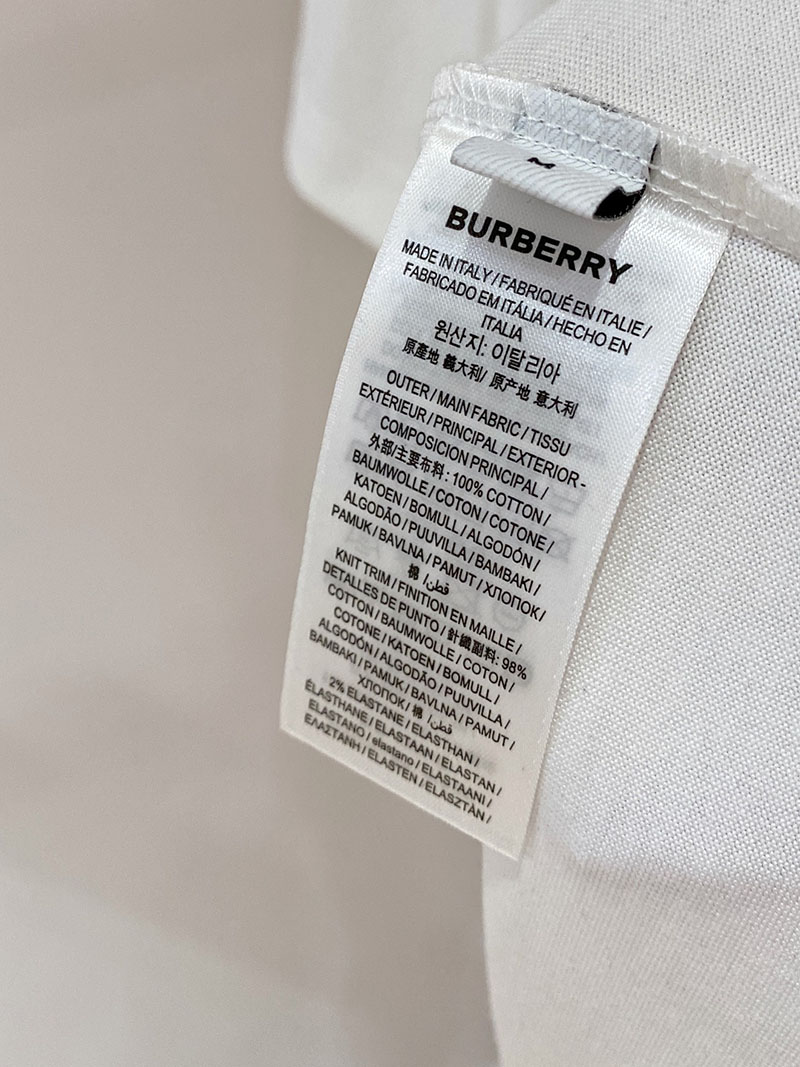 M
BURBERRY
MADE IN ITALY / FABRIQUÉ EN ITALIE /
FABRICADO EM ITÁLIA / HECHO EN
ITALIA
원산지: 이탈리아
原產地 義大利/ 原产地 意大利
OUTER / MAIN FABRIC / TISSU
EXTÉRIEUR / PRINCIPAL / EXTERIOR -
COMPOSICION PRINCIPAL /
外部/主要布料: 100% COTTON /
BAUMWOLLE / COTON / COTONE /
KATOEN / BOMULL / ALGODÓN /
ALGODÃO / PUUVILLA / BAMBAKI /
PAMUK / BAVLNA / PAMUT / ХЛОПОК /
棉 /قطن
KNIT TRIM / FINITION EN MAILLE /
DETALLES DE PUNTO / 針織副料: 98%
COTTON / BAUMWOLLE / COTON /
COTONE / KATOEN / BOMULL /
ALGODÓN / ALGODÃO / PUUVILLA /
BAMBAKI / PAMUK / BAVLNA / PAMUT /
ХЛОПОК / 棉 /قطن
2% ELASTANE / ELASTHAN /
ÉLASTHANE / ELASTAAN / ELASTAN /
ELASTANO / elastano / ELASTAANI /
ΕΛΑΣΤΑΝΗ / ELASTEN / ELASZTÁN /